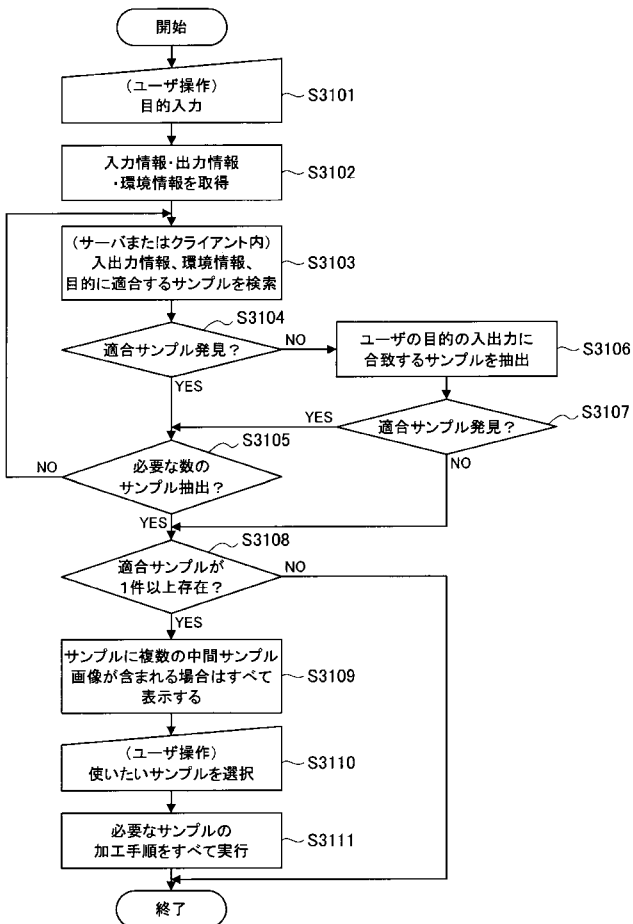 開始
(ユーザ操作)
目的入力
S3101
入力情報・出力情報
・環境情報を取得
S3102
(サーバまたはクライアント内)
入出力情報、環境情報、
目的に適合するサンプルを検索
S3103
S3104
適合サンプル発見?
NO
YES
ユーザの目的の入出力に
合致するサンプルを抽出
S3106
S3107
適合サンプル発見?
YES
NO
S3105
必要な数の
サンプル抽出?
NO
YES
S3108
適合サンプルが
1件以上存在?
NO
YES
サンプルに複数の中間サンプル
画像が含まれる場合はすべて
表示する
S3109
(ユーザ操作)
使いたいサンプルを選択
S3110
必要なサンプルの
加工手順をすべて実行
S3111
終了